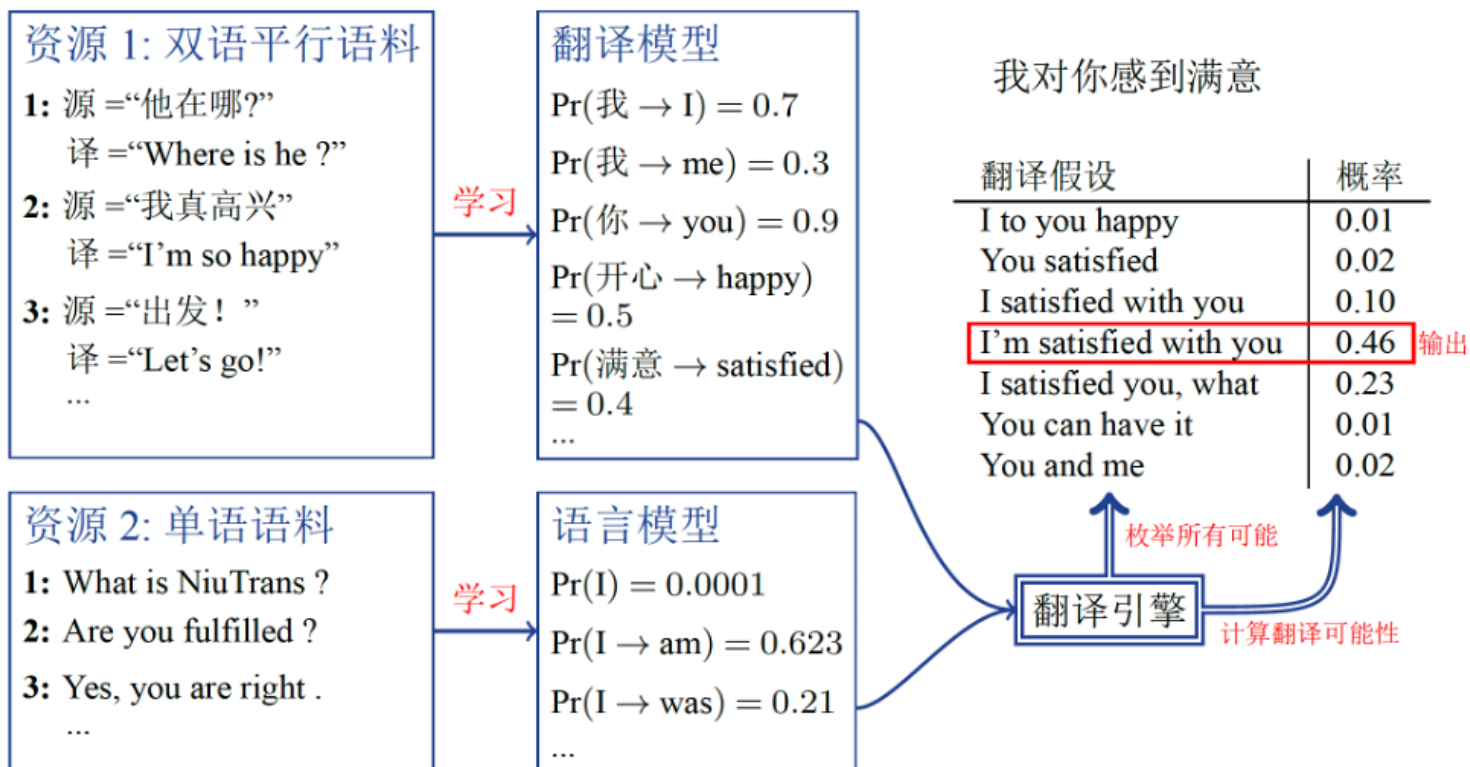 资源 1: 双语平行语料
1: 源 =“他在哪?”
译 =“Where is he ?”
2: 源 =“我真高兴”
译 =“I’m so happy”
3: 源 =“出发！”
译 =“Let’s go!”
...
学习
翻译模型
Pr(我 → I) = 0.7
Pr(我 → me) = 0.3
Pr(你 → you) = 0.9
Pr(开心 → happy)
= 0.5
Pr(满意 → satisfied)
= 0.4
...
资源 2: 单语语料
1: What is NiuTrans ?
2: Are you fulfilled ?
3: Yes, you are right .
...
学习
语言模型
Pr(I) = 0.0001
Pr(I → am) = 0.623
Pr(I → was) = 0.21
...
我对你感到满意
翻译假设 概率
I to you happy 0.01
You satisfied 0.02
I satisfied with you 0.10
I’m satisfied with you 0.46 输出
I satisfied you, what 0.23
You can have it 0.01
You and me 0.02
枚举所有可能
翻译引擎
计算翻译可能性